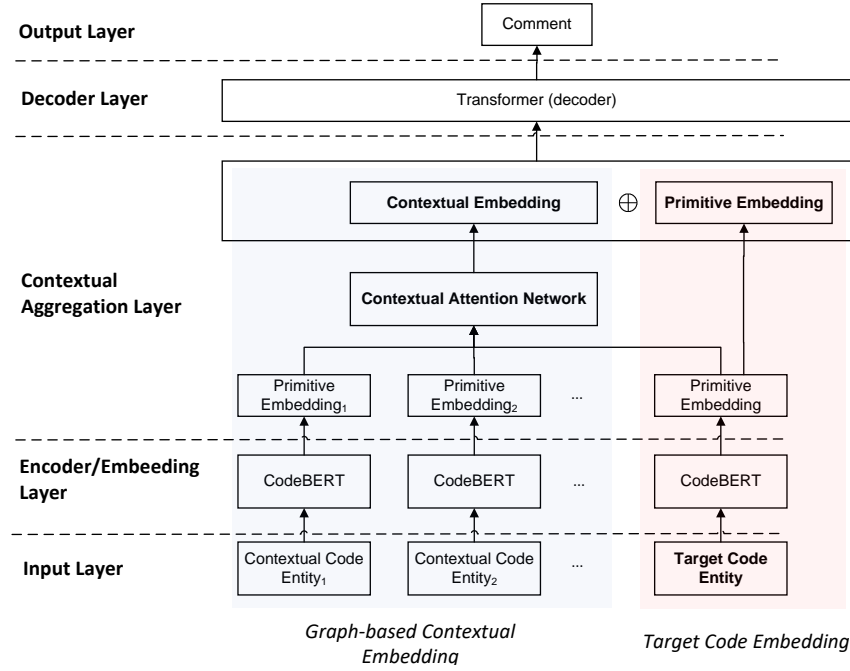 Output Layer
Comment
Decoder Layer
Transformer (decoder)
Contextual Embedding
⊕
Primitive Embedding
Contextual
Aggregation Layer
Contextual Attention Network
Primitive
Embedding₁
Primitive
Embedding₂
...
Primitive
Embedding
Encoder/Embeeding
Layer
CodeBERT
CodeBERT
...
CodeBERT
Input Layer
Contextual Code
Entity₁
Contextual Code
Entity₂
...
Target Code
Entity
Graph-based Contextual
Embedding
Target Code Embedding